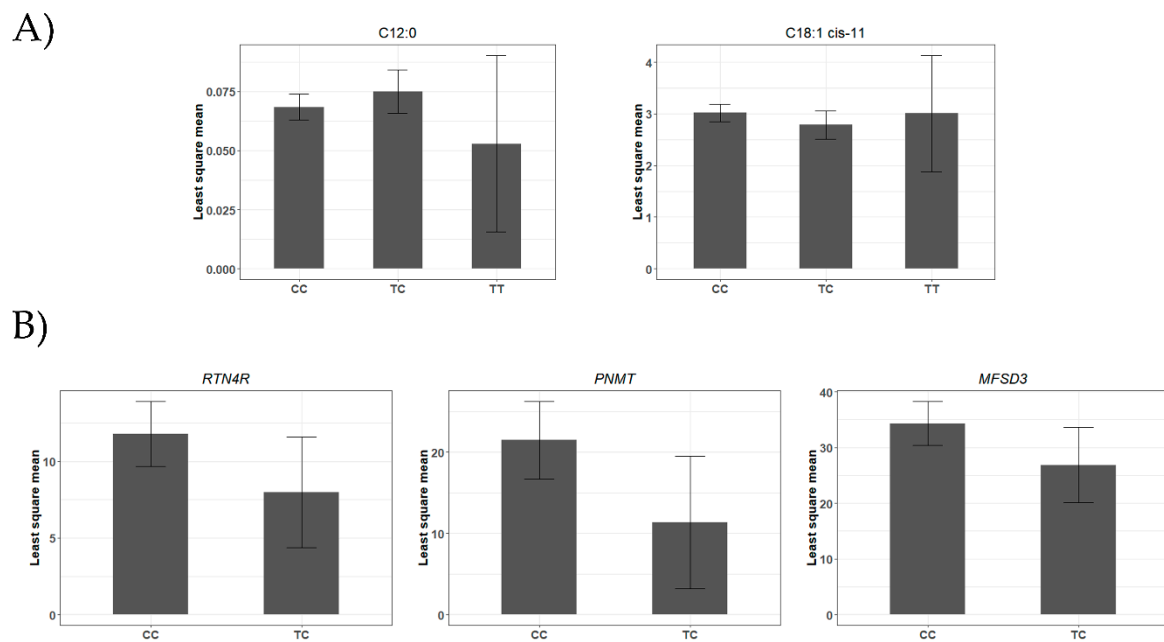 A)
C12:0
C18:1 cis-11
Least square mean
0.075
0.050
0.025
0.000
CC TC TT
Least square mean
4
3
2
1
0
CC TC TT
B)
RTN4R
PNMT
MFSD3
Least square mean
10
5
0
CC TC
Least square mean
20
10
0
CC TC
Least square mean
40
30
20
10
0
CC TC